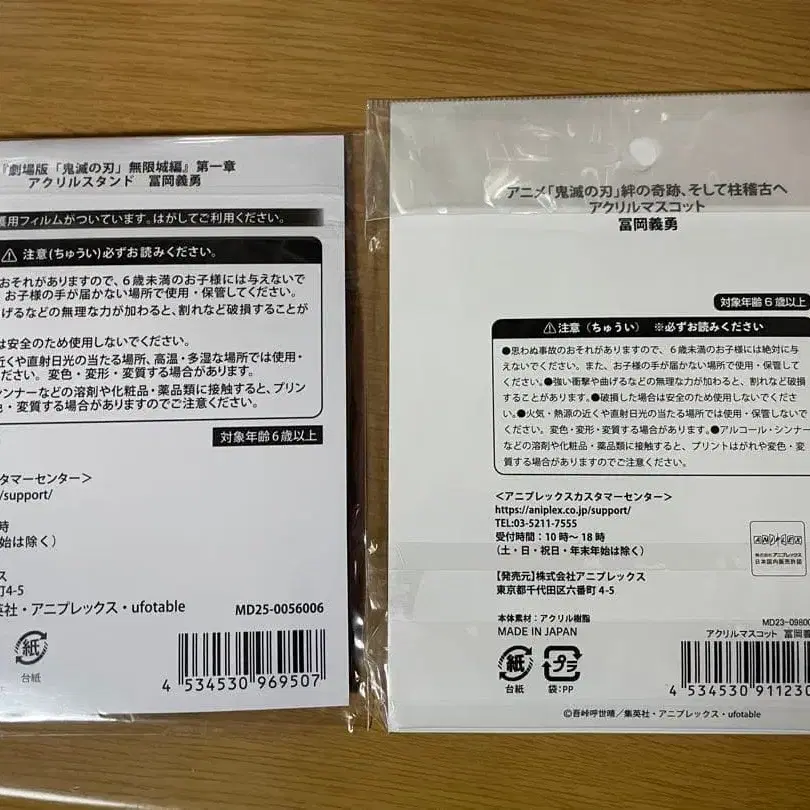 『劇場版「鬼滅の刃」無限城編』第一章
アクリルスタンド 冨岡義勇
護用フィルムがついています。はがしてご利用ください。
注意(ちゅうい)必ずお読みください。
おそれがありますので、6歳未満のお子様には与えないで
お子様の手が届かない場所で使用・保管してください。
げるなどの無理な力が加わると、割れなど破損することが
は安全のため使用しないでください。
近くや直射日光の当たる場所、高温・多湿な場所では使用・
ださい。変色・変形・変質する場合があります。
シンナーなどの溶剤や化粧品・薬品類に接触すると、プリン
色・変質する場合がありますのでご注意ください。
対象年齢6歳以上
タマーセンター>
/support/
時
始は除く)
クス
町4-5
英社・アニプレックス・ufotable
MD25-0056006
紙
台紙
4 534530 969507
アニメ「鬼滅の刃」絆の奇跡、そして柱稽古へ
アクリルマスコット
冨岡義勇
対象年齢6歳以上
注意(ちゅうい) ※必ずお読みください
●思わぬ事故のおそれがありますので、6歳未満のお子様には絶対に与
えないでください。また、お子様の手が届かない場所で使用・保管して
ください。●強い衝撃や曲げるなどの無理な力が加わると、割れなど破損
することがあります。●破損した場合は安全のため使用しないでくださ
い。●火気・熱源の近くや直射日光の当たる場所では使用・保管しないで
ください。変色・変形・変質する場合があります。●アルコール・シンナー
などの溶剤や化粧品・薬品類に接触すると、プリントはがれや変色・変
質する場合がありますのでご注意ください。
<アニプレックスカスタマーセンター>
https://aniplex.co.jp/support/
TEL:03-5211-7555
受付時間:10時~18時
(土・日・祝日・年末年始は除く)
ANIPLEX
株式会社アニプレックス
日本国内販売許諾
【発売元】株式会社アニプレックス
東京都千代田区六番町4-5
本体素材:アクリル樹脂
MADE IN JAPAN
MD23-0980
アクリルマスコット 冨岡義
紙
台紙
プラ
袋:PP
4 534530 91123
©吾峠呼世晴/集英社・アニプレックス・ufotable